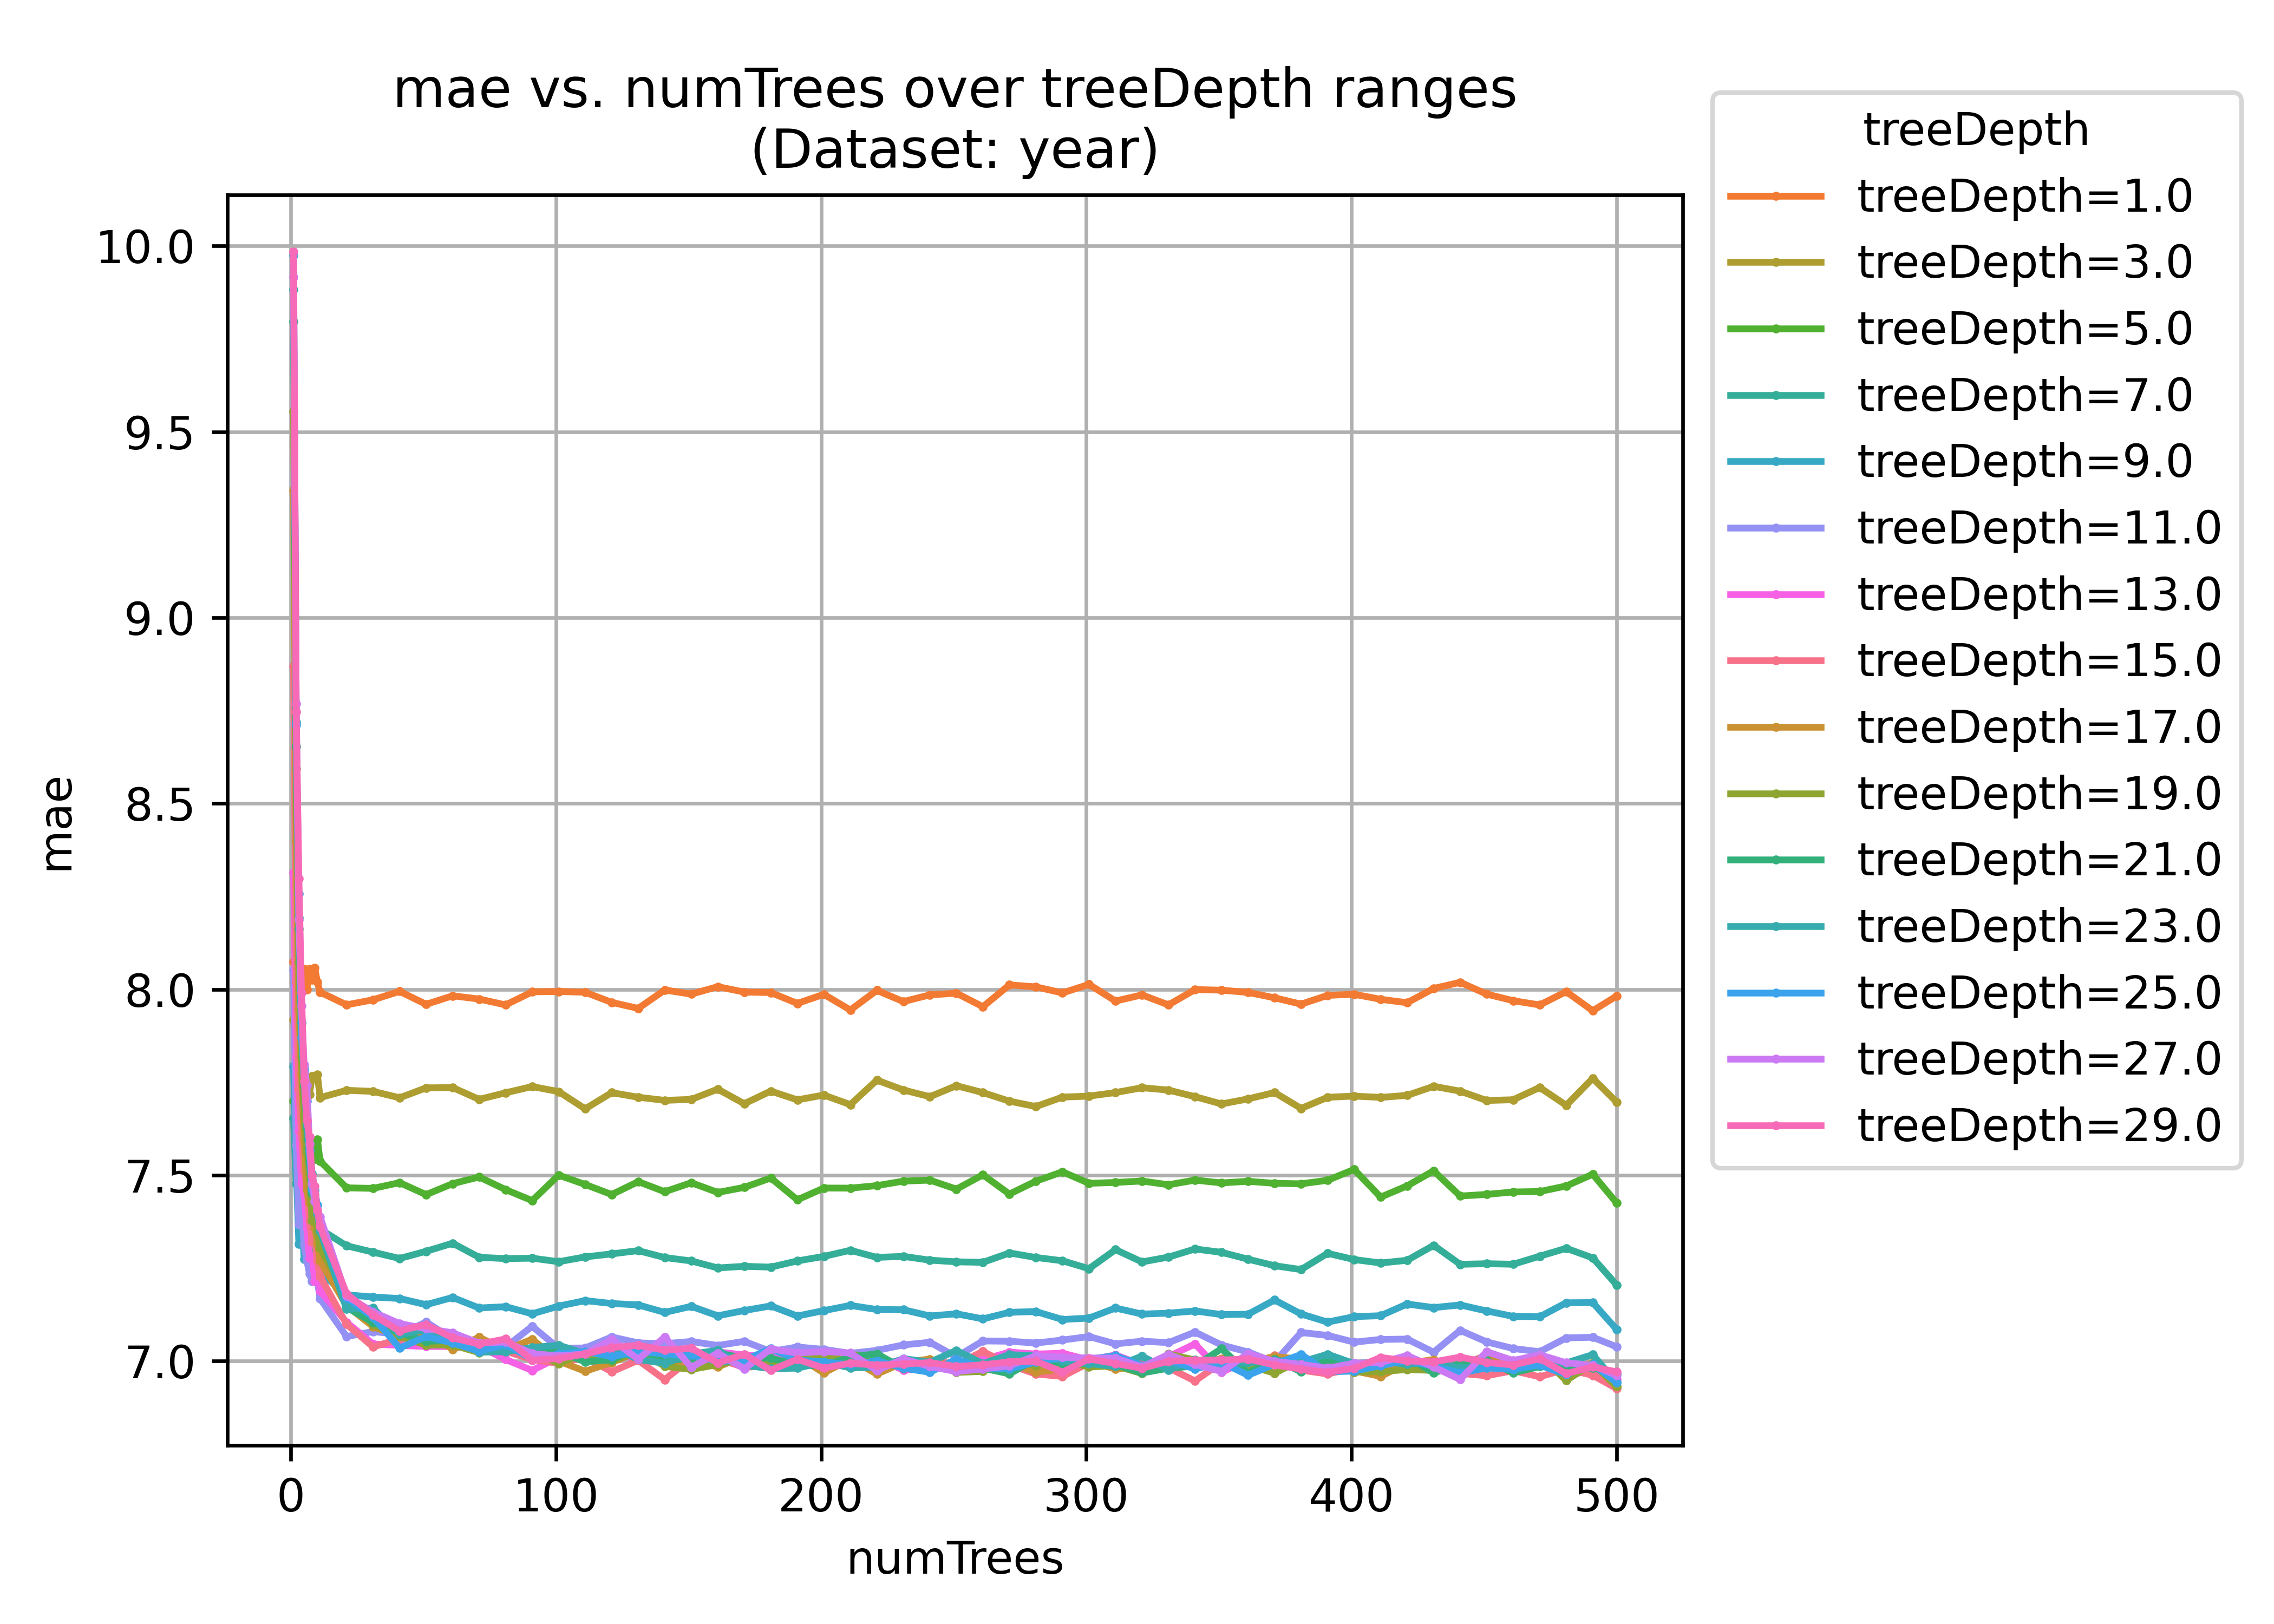 mae vs. numTrees over treeDepth ranges
(Dataset: year)
treeDepth
treeDepth=1.0
treeDepth=3.0
treeDepth=5.0
treeDepth=7.0
treeDepth=9.0
treeDepth=11.0
treeDepth=13.0
treeDepth=15.0
treeDepth=17.0
treeDepth=19.0
treeDepth=21.0
treeDepth=23.0
treeDepth=25.0
treeDepth=27.0
treeDepth=29.0
mae
10.0
9.5
9.0
8.5
8.0
7.5
7.0
0 100 200 300 400 500
numTrees